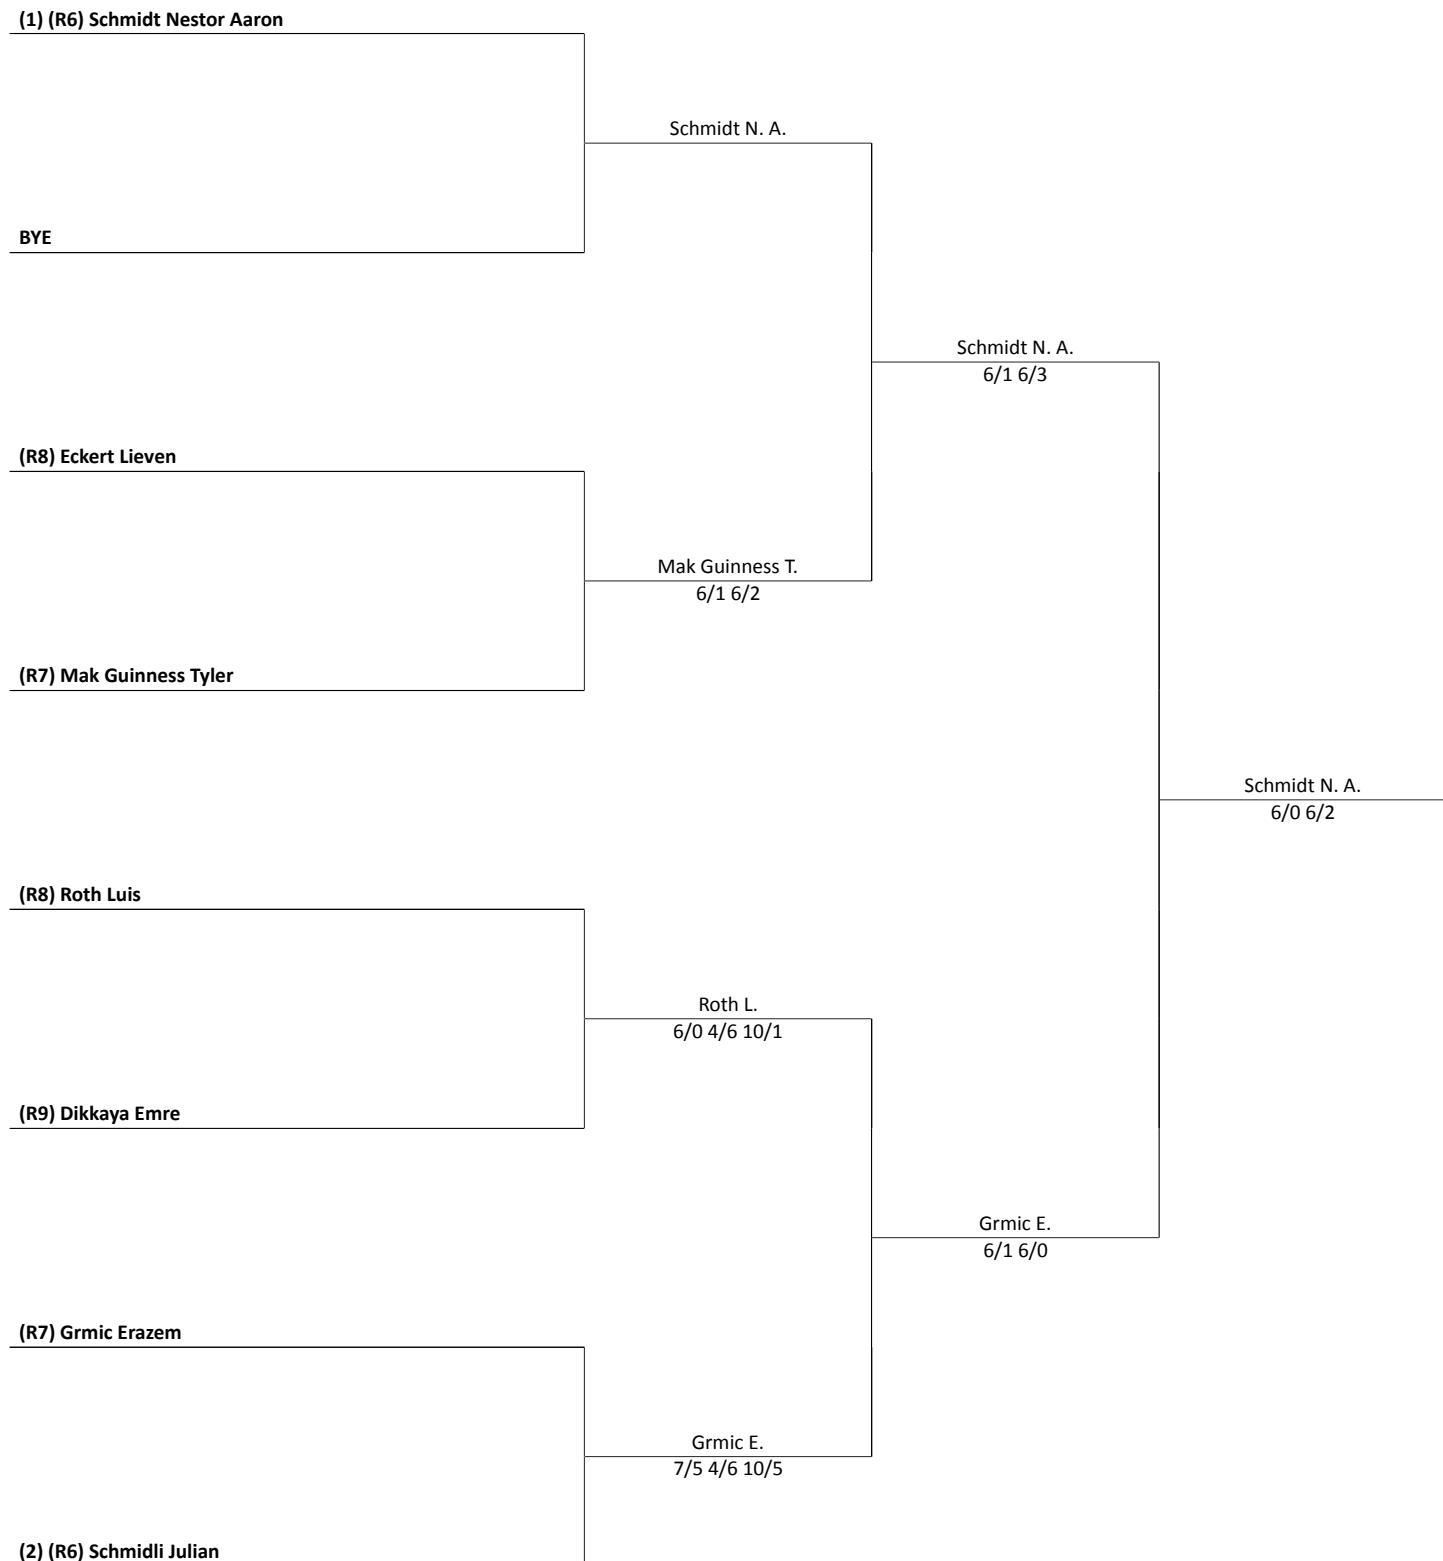 (1) (R6) Schmidt Nestor Aaron
Schmidt N. A.
BYE
Schmidt N. A.
6/1 6/3
(R8) Eckert Lieven
Mak Guinness T.
6/1 6/2
(R7) Mak Guinness Tyler
Schmidt N. A.
6/0 6/2
(R8) Roth Luis
Roth L.
6/0 4/6 10/1
(R9) Dikkaya Emre
Grmic E.
6/1 6/0
(R7) Grmic Erazem
Grmic E.
7/5 4/6 10/5
(2) (R6) Schmidli Julian